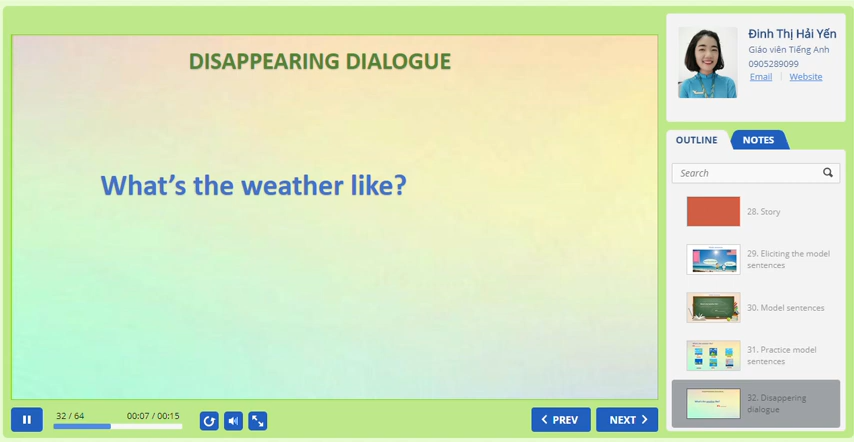 DISAPPEARING DIALOGUE
What's the weather like?
Đinh Thị Hải Yến
Giáo viên Tiếng Anh
0905289099
Email | Website
OUTLINE
NOTES
Search
28. Story
29. Eliciting the model
sentences
30. Model sentences
31. Practice model
sentences
32. Disappering
dialogue
32 / 64
00:07 / 00:15
PREV
NEXT